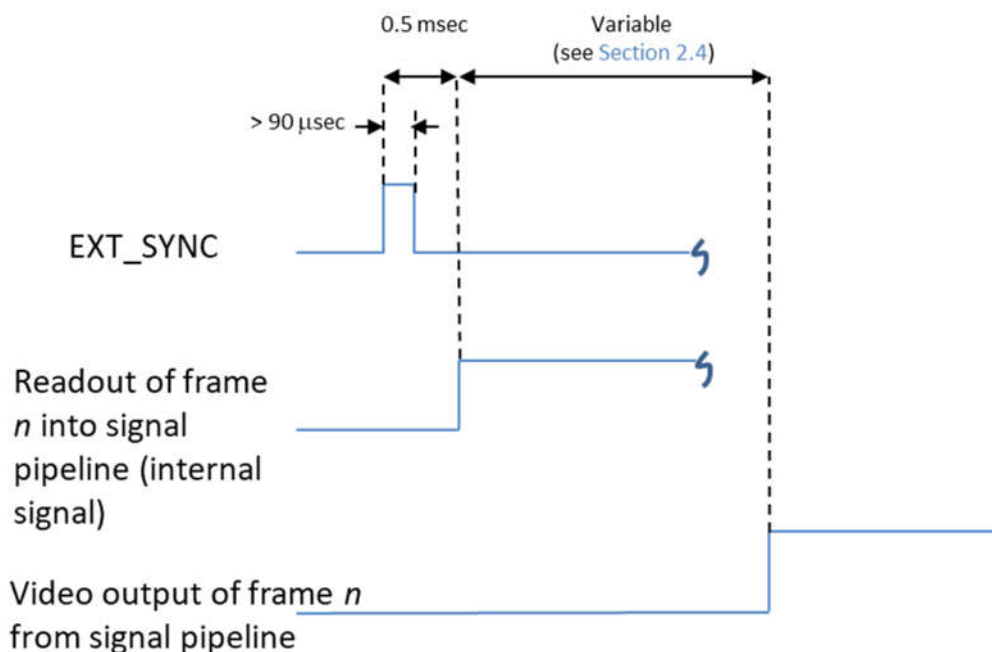 0.5 msec
Variable
(see Section 2.4)
> 90 μsec
EXT_SYNC
Readout of frame
n into signal
pipeline (internal
signal)
Video output of frame n
from signal pipeline